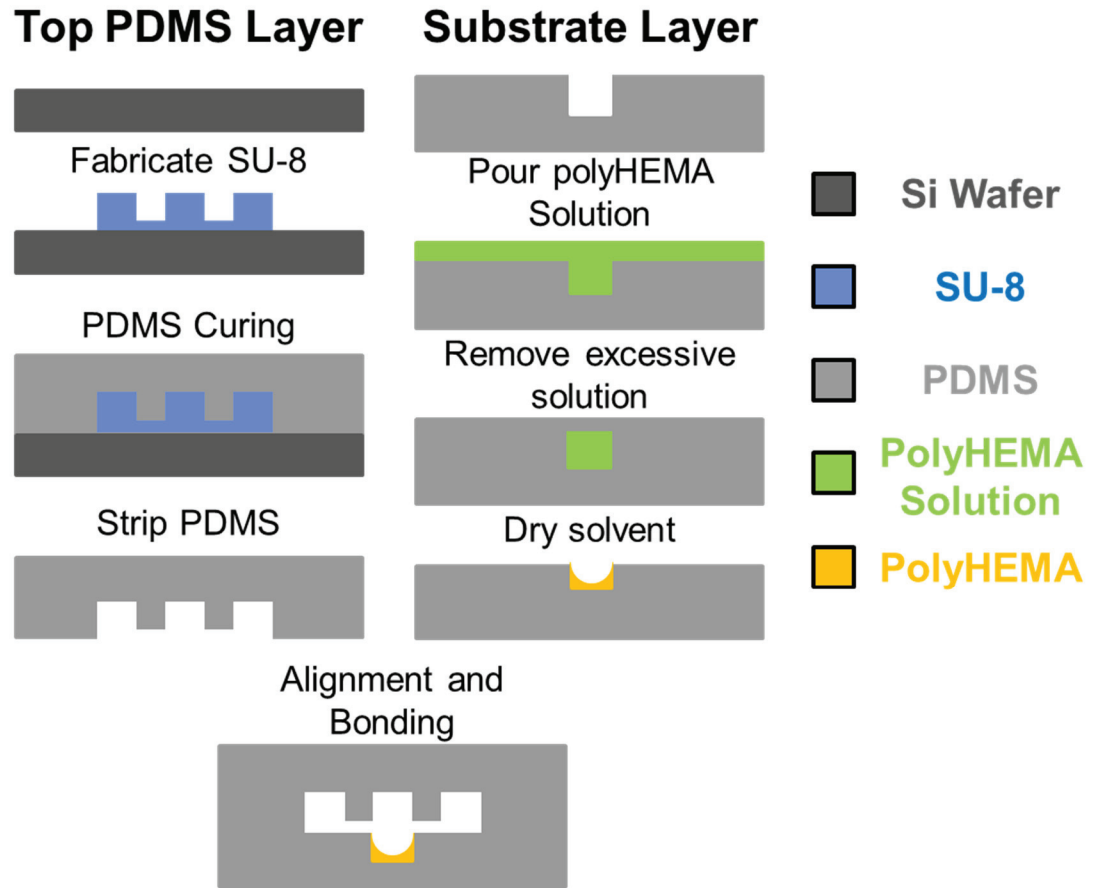 Top PDMS Layer
Fabricate SU-8
PDMS Curing
Strip PDMS
Substrate Layer
Pour polyHEMA
Solution
Remove excessive
solution
Dry solvent
Alignment and
Bonding
Si Wafer
SU-8
PDMS
PolyHEMA
Solution
PolyHEMA